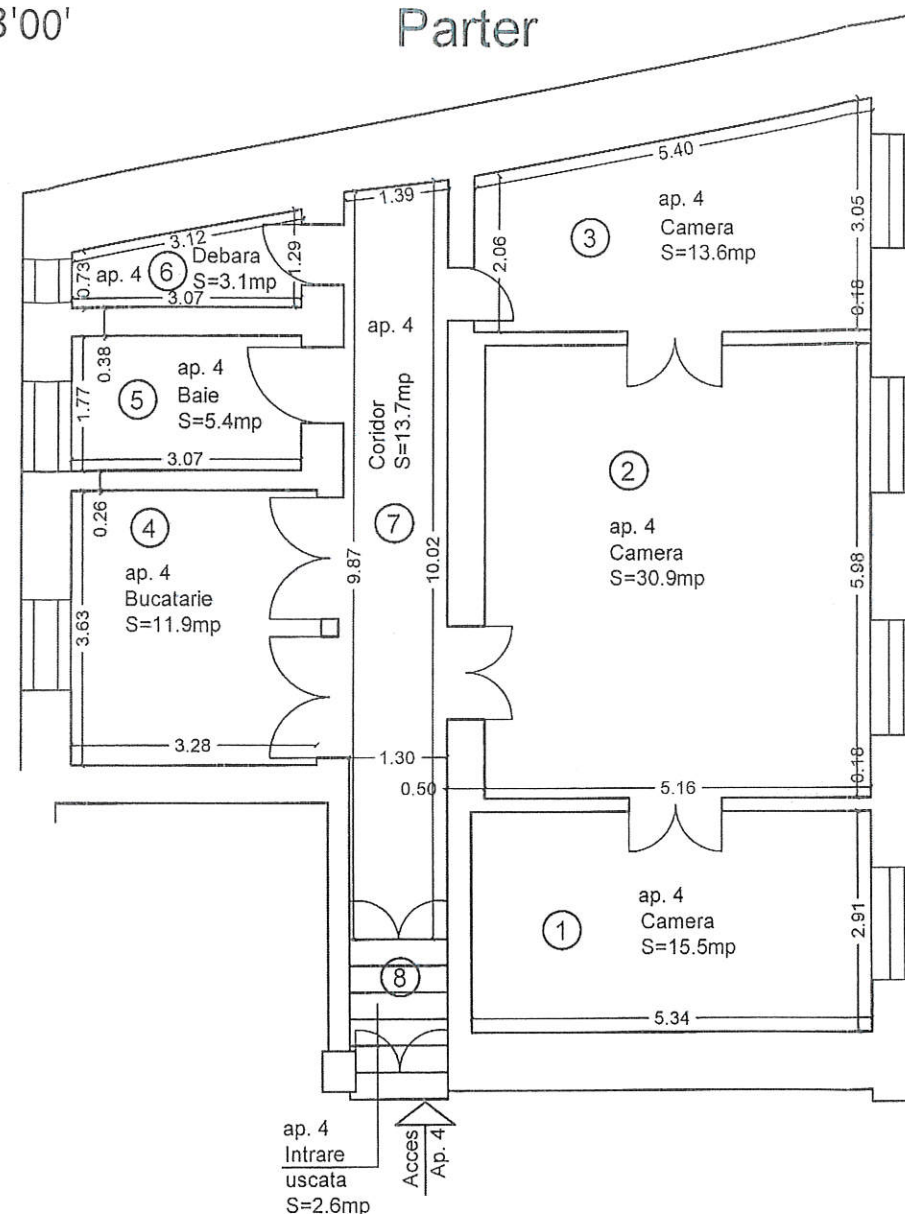 3'00'
Parter
5.40
1.39
3.12
Debara
S=3.1mp
6
ap. 4
0.73
1.29
3.07
ap. 4
Camera
S=13.6mp
3
2.06
3.05
0.18
ap. 4
0.38
ap. 4
Baie
S=5.4mp
5
1.77
3.07
Coridor
S=13.7mp
7
9.87
10.02
2
ap. 4
Camera
S=30.9mp
5.98
0.26
4
ap. 4
Bucatarie
S=11.9mp
3.63
3.28
1.30
0.50
5.16
0.18
ap. 4
Camera
S=15.5mp
1
2.91
5.34
8
ap. 4
Intrare
uscata
S=2.6mp
Acces
Ap. 4